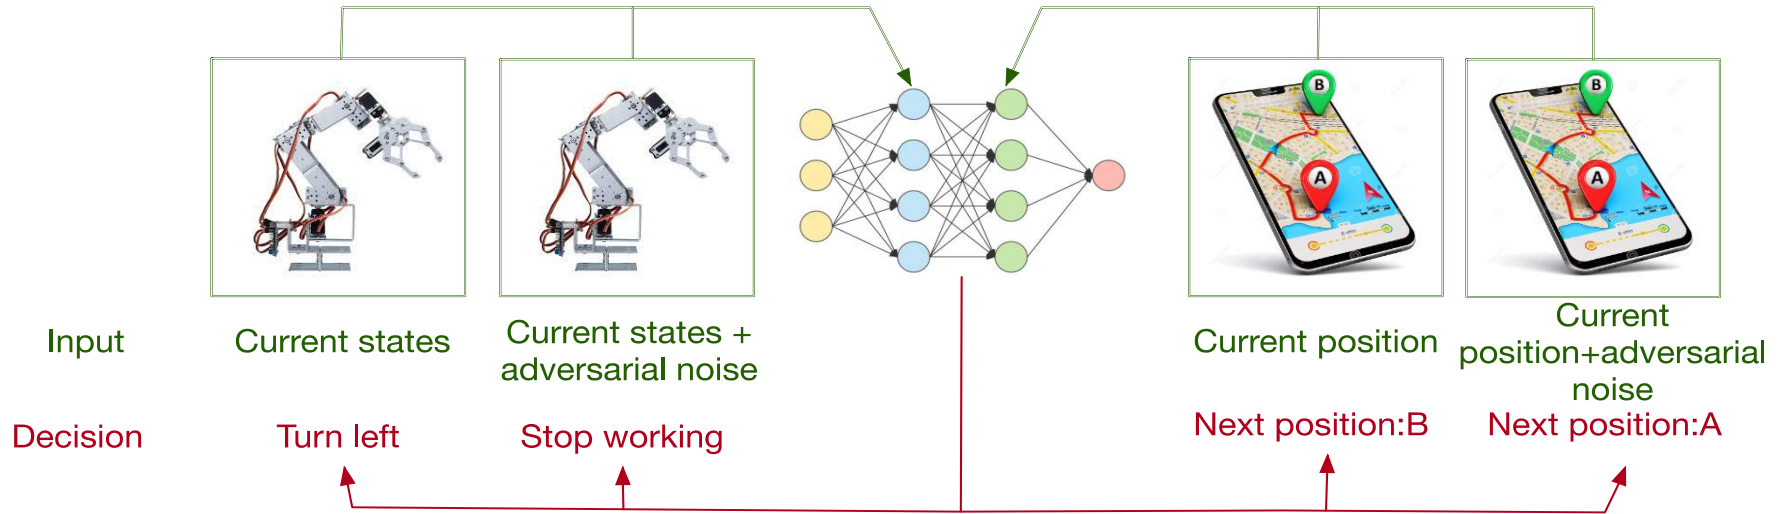 B
A
B
A
Input
Current states
Current states +
adversarial noise
Current position
Current
position+adversarial
noise
Decision
Turn left
Stop working
Next position:B
Next position:A